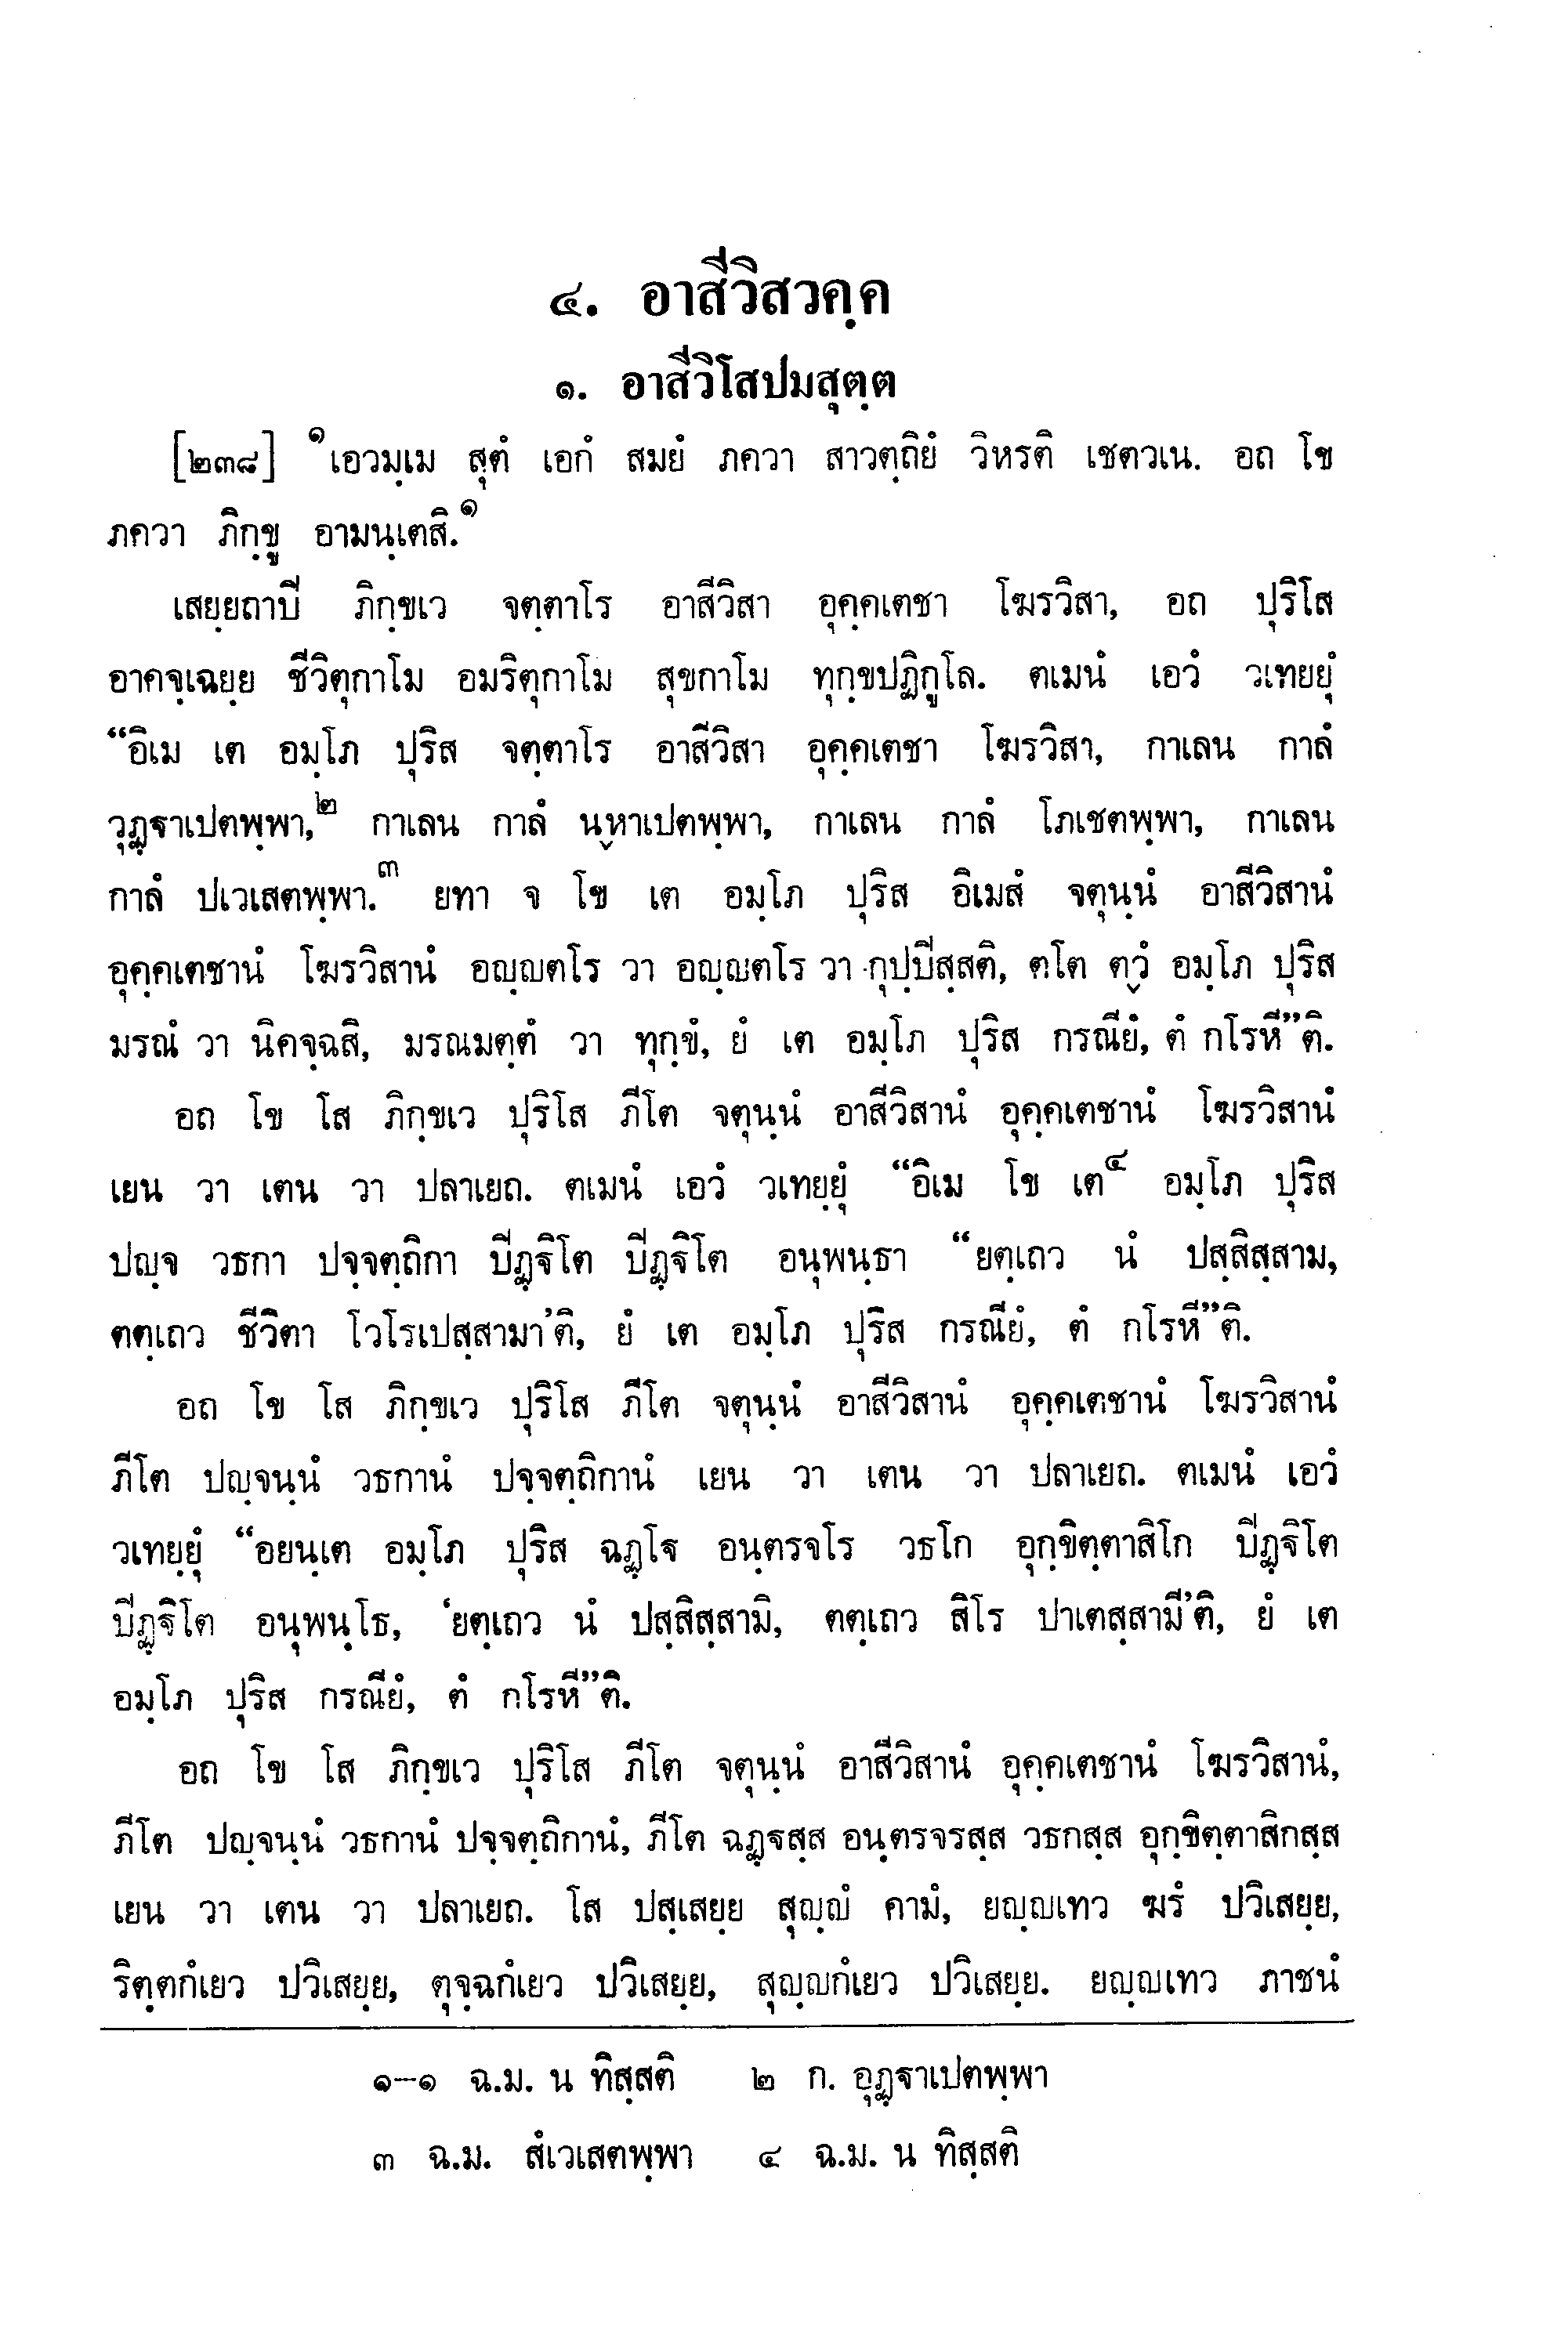 ๔. อาสีวิสวคฺค
๑. อาสีวิโสปมสุตฺต
[๒๓๘] ๑เอวมฺเม สุตํ เอกํ สมยํ ภควา สาวตฺถิยํ วิหรติ เชตวเน. อถ โข
ภควา ภิกฺขู อามนฺเตสิ.๑
เสยฺยถาปี ภิกฺขเว จตฺตาโร อาสีวิสา อุคฺคเตชา โฆรวิสา, อถ ปุริโส
อาคจฺเฉยฺย ชีวิตุกาโม อมริตุกาโม สุขกาโม ทุกฺขปฏิกูโล. ตเมนํ เอวํ วเทยยุํ
“อิเม เต อมฺโภ ปุริส จตฺตาโร อาสีวิสา อุคฺคเตชา โฆรวิสา, กาเลน กาลํ
วุฏฺฐาเปตพฺพา,๒ กาเลน กาลํ นฺหาเปตพฺพา, กาเลน กาลํ โภเชตพฺพา, กาเลน
กาลํ ปเวเสตพฺพา.๓ ยทา จ โข เต อมฺโภ ปุริส อิเมสํ จตุนฺนํ อาสีวิสานํ
อุคฺคเตชานํ โฆรวิสานํ อญฺญตโร วา อญฺญตโร วา กุปฺปีสฺสติ, ตโต ตฺวํ อมฺโภ ปุริส
มรณํ วา นิคจฺฉสิ, มรณมตฺตํ วา ทุกฺขํ, ยํ เต อมฺโภ ปุริส กรณียํ, ตํ กโรหี”ติ.
อถ โข โส ภิกฺขเว ปุริโส ภีโต จตุนฺนํ อาสีวิสานํ อุคฺคเตชานํ โฆรวิสานํ
เยน วา เตน วา ปลาเยถ. ตเมนํ เอวํ วเทยฺยุํ “อิเม โข เต๔ อมฺโภ ปุริส
ปญฺจ วธกา ปจฺจตฺถิกา ปีฏฺฐิโต ปีฏฺฐิโต อนุพนฺธา “ยตฺเถว นํ ปสฺสิสฺสาม,
ตตฺเถว ชีวิตา โวโรเปสฺสามา’ติ, ยํ เต อมฺโภ ปุริส กรณียํ, ตํ กโรหี”ติ.
อถ โข โส ภิกฺขเว ปุริโส ภีโต จตุนฺนํ อาสีวิสานํ อุคฺคเตชานํ โฆรวิสานํ
ภีโต ปญฺจนฺนํ วธกานํ ปจฺจตฺถิกานํ เยน วา เตน วา ปลาเยถ. ตเมนํ เอวํ
วเทยฺยุํ “อยนฺเต อมฺโภ ปุริส ฉฏฺโฐ อนฺตรจโร วธโก อุกฺขิตฺตาสิโก ปีฏฺฐิโต
ปีฏฺฐิโต อนุพนฺโธ, ‘ยตฺเถว นํ ปสฺสิสฺสามิ, ตตฺเถว สิโร ปาเตสฺสามี’ติ, ยํ เต
อมฺโภ ปุริส กรณียํ, ตํ กโรหี”ติ.
อถ โข โส ภิกฺขเว ปุริโส ภีโต จตุนฺนํ อาสีวิสานํ อุคฺคเตชานํ โฆรวิสานํ,
ภีโต ปญฺจนฺนํ วธกานํ ปจฺจตฺถิกานํ, ภีโต ฉฏฺฐสฺส อนฺตรจรสฺส วธกสฺส อุกฺขิตฺตาสิกสฺส
เยน วา เตน วา ปลาเยถ. โส ปสฺเสยฺย สุญฺญํ คามํ, ยญฺญเทว ฆรํ ปวิเสยฺย,
ริตฺตกํเยว ปวิเสยฺย, ตุจฺฉกํเยว ปวิเสยฺย, สุญฺญกํเยว ปวิเสยฺย. ยญฺญเทว ภาชนํ
๑-๑ ฉ.ม. น ทิสฺสติ ๒ ก. อุฏฺฐาเปตพฺพา
๓ ฉ.ม. สํเวเสตพฺพา ๔ ฉ.ม. น ทิสฺสติ